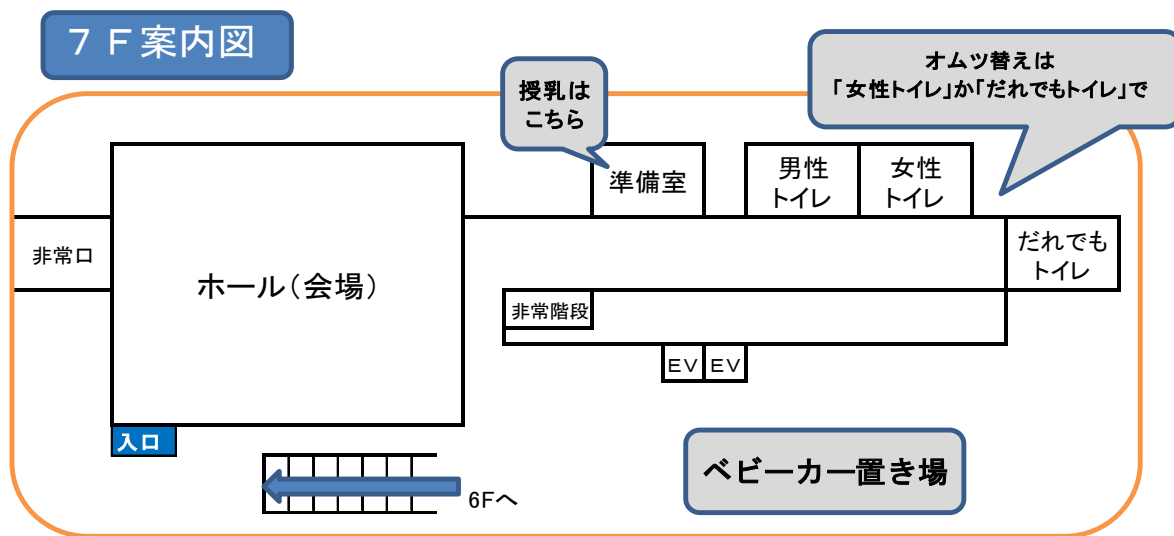 ７Ｆ案内図
オムツ替えは
「女性トイレ」か「だれでもトイレ」で
授乳は
こちら
準備室
男性
トイレ
女性
トイレ
だれでも
トイレ
非常口
ホール（会場）
非常階段
ＥＶ
ＥＶ
入口
ベビーカー置き場
6Fへ